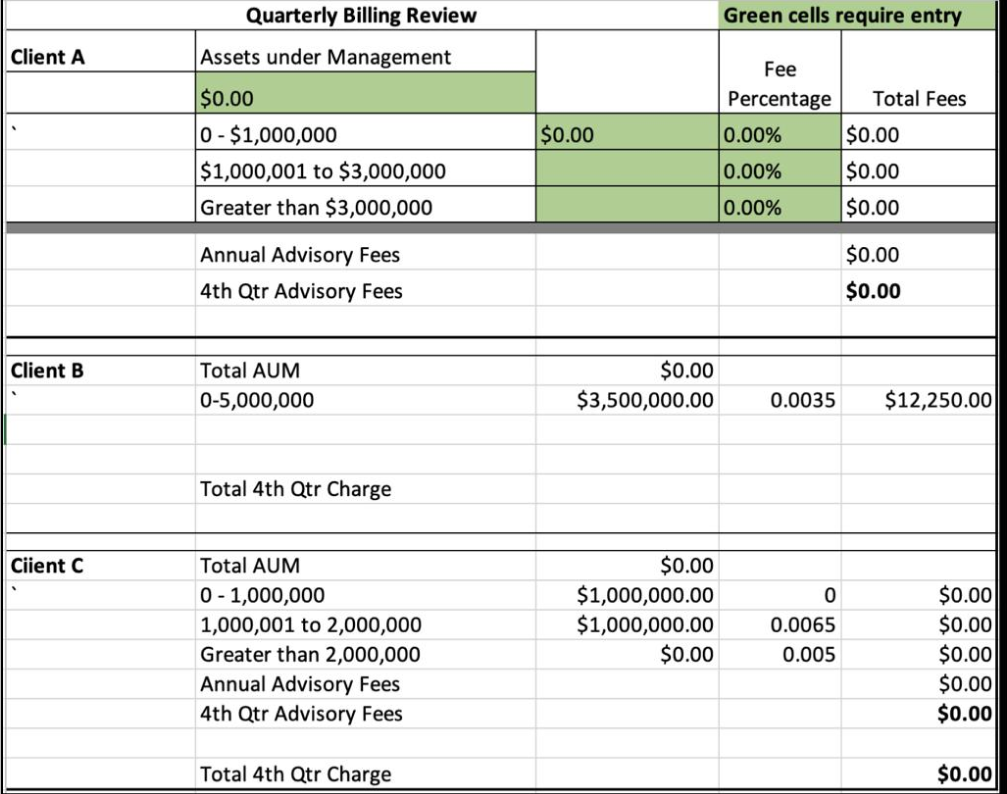 Quarterly Billing Review Green cells require entry
Client A Assets under Management Fee Percentage Total Fees
$0.00
` 0 - $1,000,000 $0.00 0.00% $0.00
$1,000,001 to $3,000,000 0.00% $0.00
Greater than $3,000,000 0.00% $0.00
Annual Advisory Fees $0.00
4th Qtr Advisory Fees $0.00
Client B Total AUM $0.00
` 0-5,000,000 $3,500,000.00 0.0035 $12,250.00
Total 4th Qtr Charge
Ciient C Total AUM $0.00
` 0 - 1,000,000 $1,000,000.00 0 $0.00
1,000,001 to 2,000,000 $1,000,000.00 0.0065 $0.00
Greater than 2,000,000 $0.00 0.005 $0.00
Annual Advisory Fees $0.00
4th Qtr Advisory Fees $0.00
Total 4th Qtr Charge $0.00